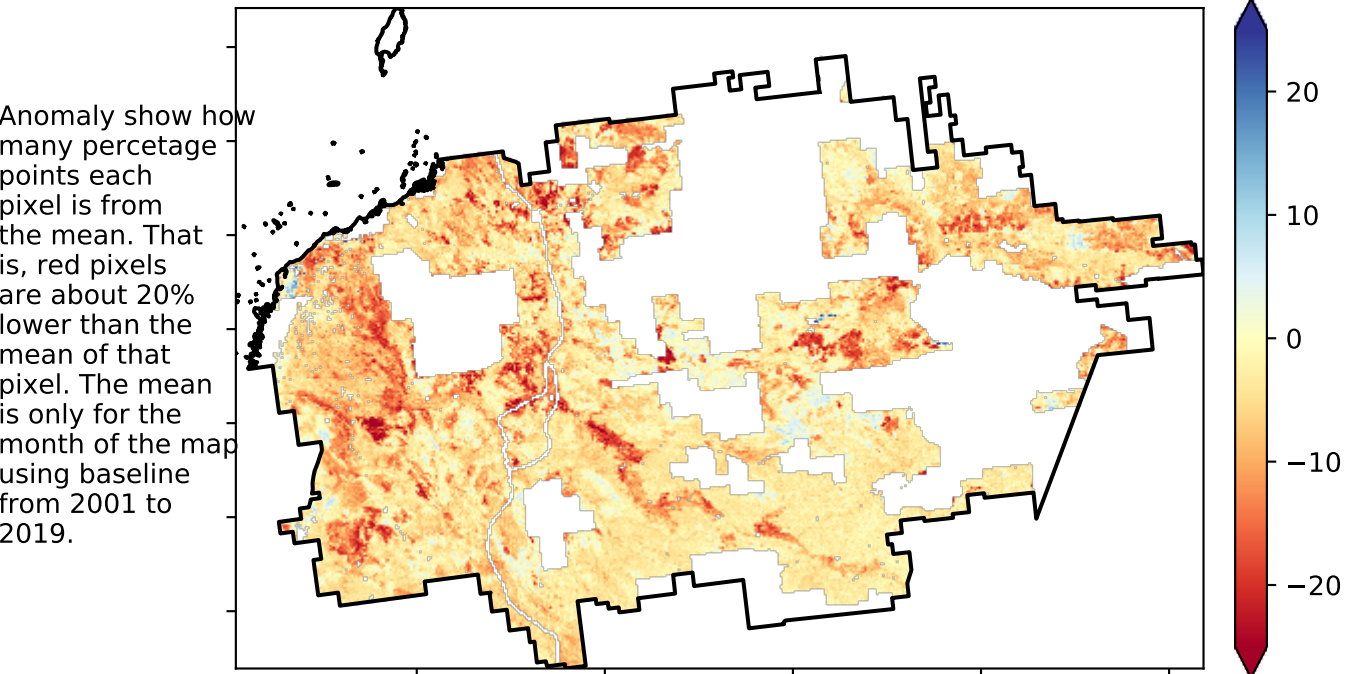 Anomaly show how
many percetage
points each
pixel is from
the mean. That
is, red pixels
are about 20%
lower than the
mean of that
pixel. The mean
is only for the
month of the map
using baseline
from 2001 to
2019.
20
10
0
−10
−20